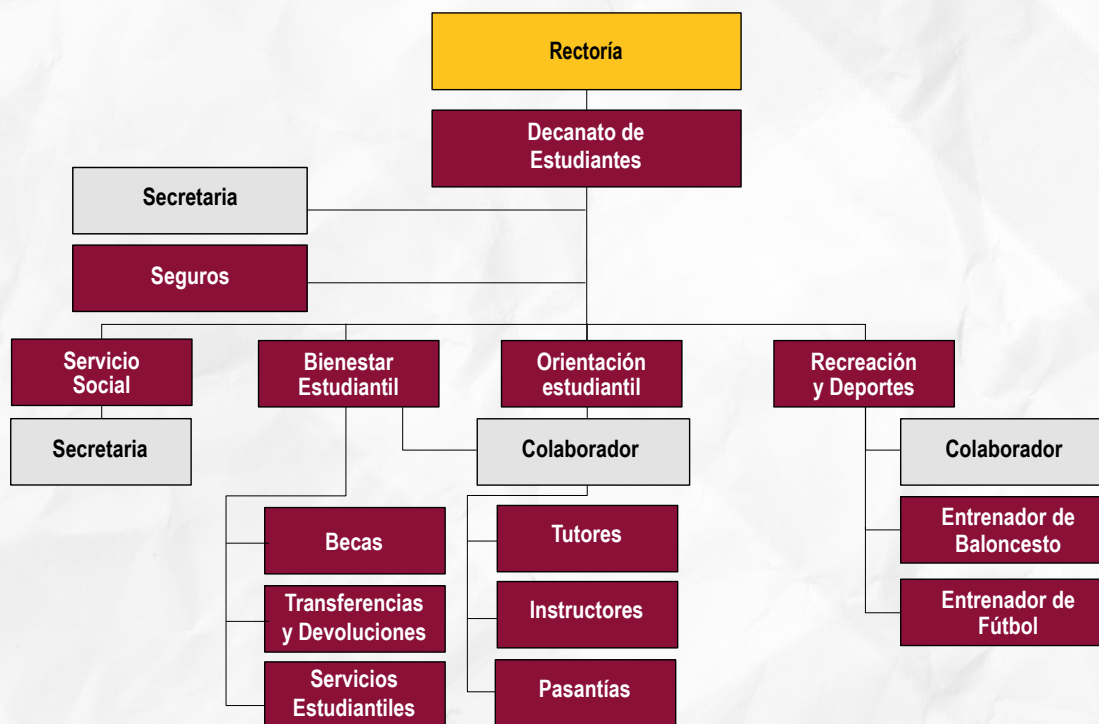 Rectoría
Decanato de
Estudiantes
Secretaria
Seguros
Servicio
Social
Bienestar
Estudiantil
Orientación
estudiantil
Recreación
y Deportes
Secretaria
Colaborador
Colaborador
Becas
Tutores
Entrenador de
Baloncesto
Transferencias
y Devoluciones
Instructores
Entrenador de
Fútbol
Servicios
Estudiantiles
Pasantías